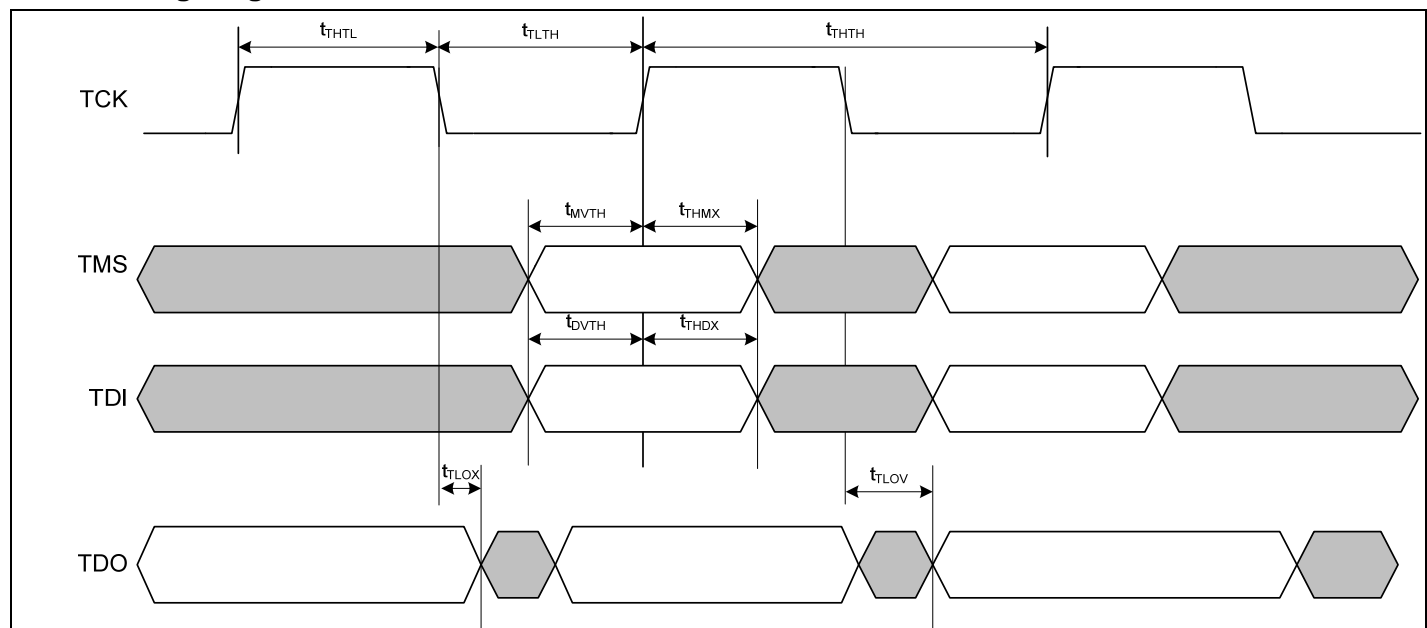 tTHTL tTLTH tTHTH
TCK
tMVTH tTHMX
TMS
tDVTH tTHDX
TDI
tTLOX tTLOV
TDO